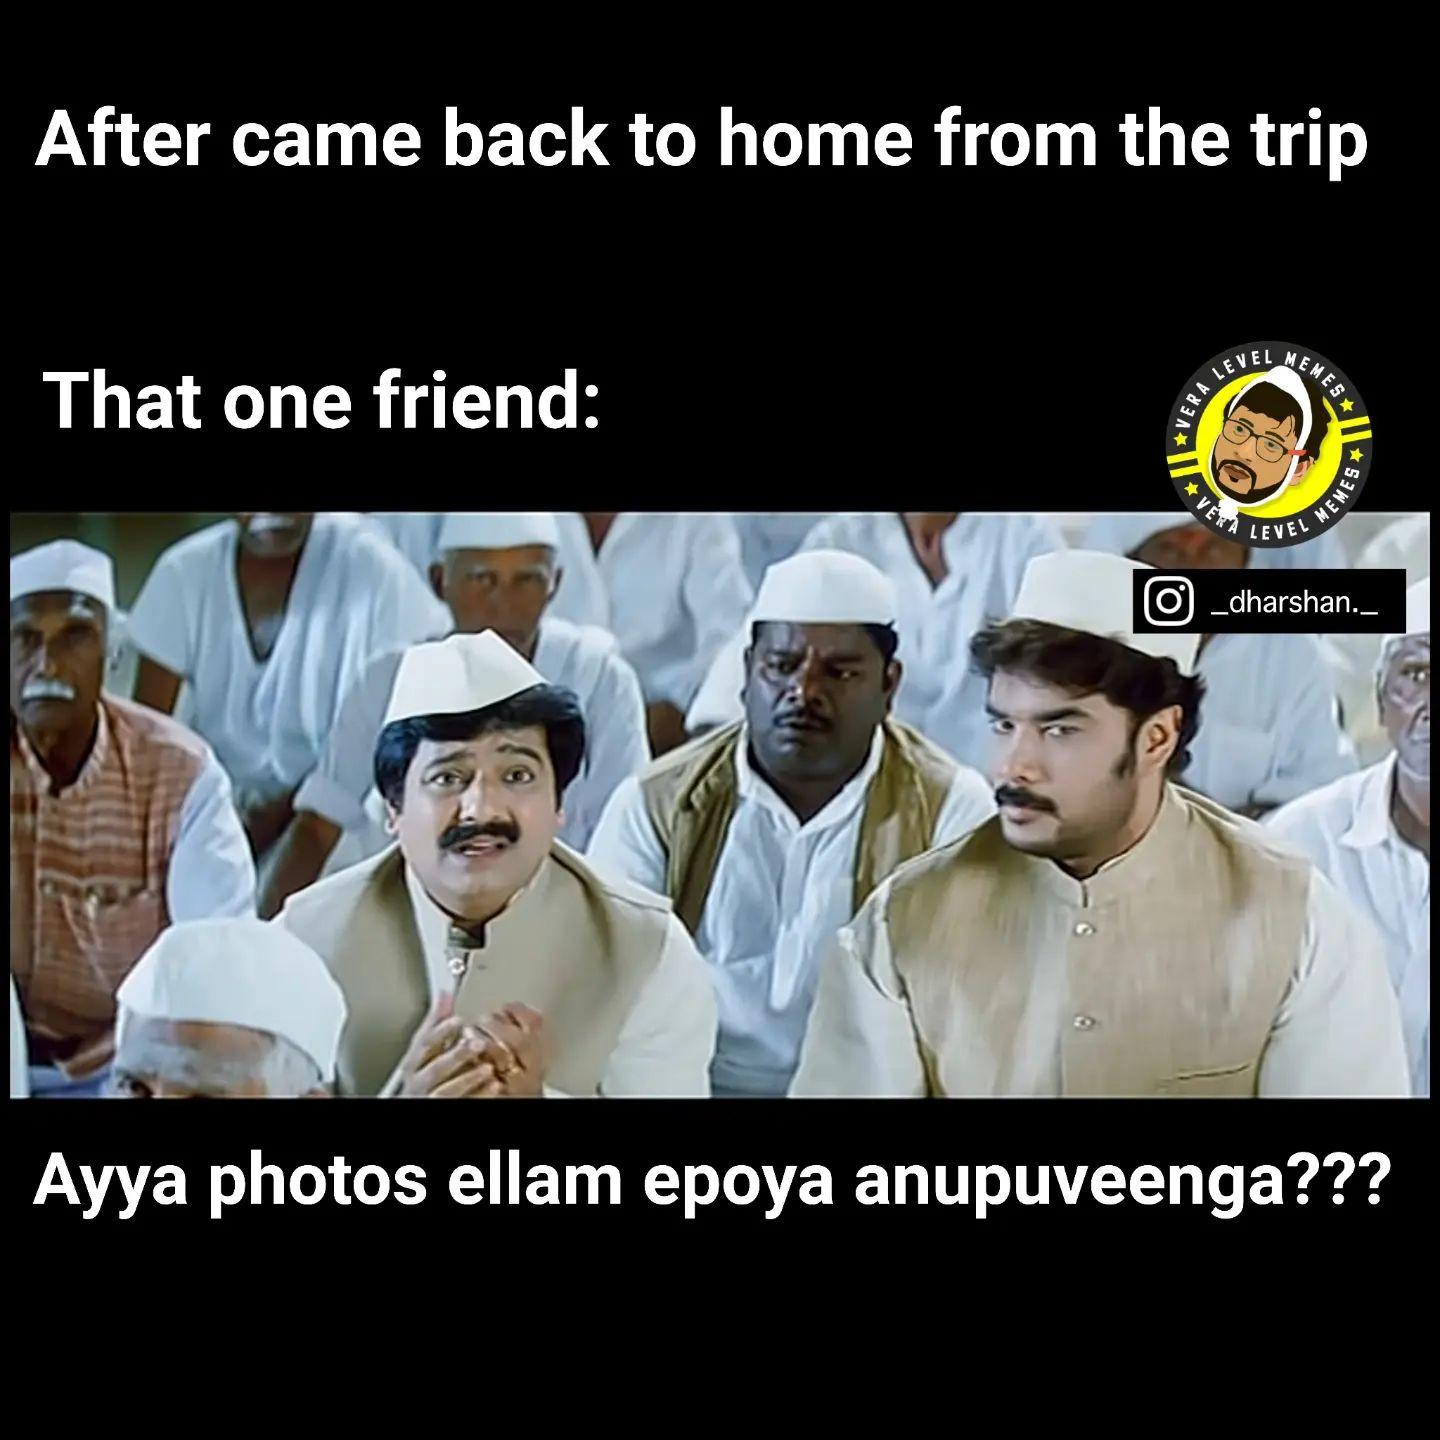 After came back to home from the trip
That one friend:
VERA LEVEL MEMES
VERA LEVEL MEMES
_dharshan._
Ayya photos ellam epoya anupuveenga???